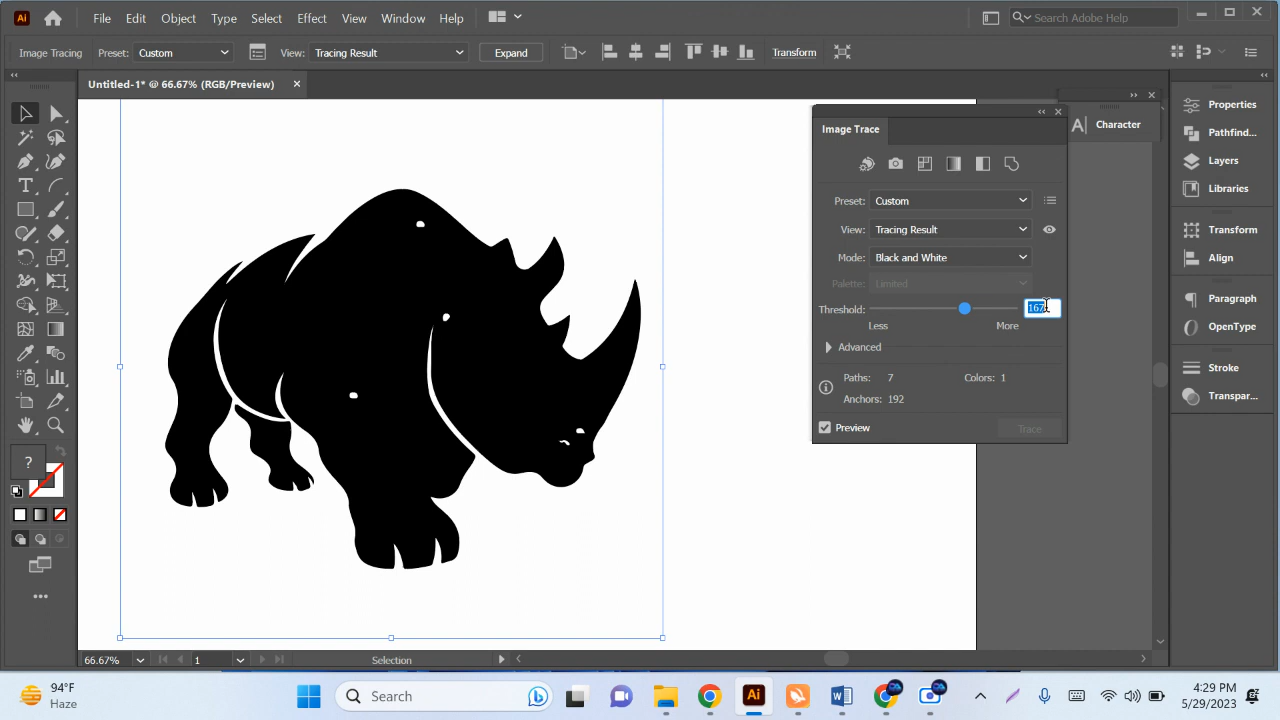 Ai File Edit Object Type Select Effect View Window Help Search Adobe Help
Image Tracing Preset: Custom View: Tracing Result Expand Transform
Untitled-1* @ 66.67% (RGB/Preview)
Image Trace
Preset: Custom
View: Tracing Result
Mode: Black and White
Palette: Limited
Threshold: 167
Less More
Advanced
Paths: 7 Colors: 1
Anchors: 192
Preview Trace
A Character
Properties
Pathfind...
Layers
Libraries
Transform
Align
Paragraph
OpenType
Stroke
Transpar...
?
66.67% 1 Selection
94°F
Haze
Search
Ai
4:29 PM
5/29/2023